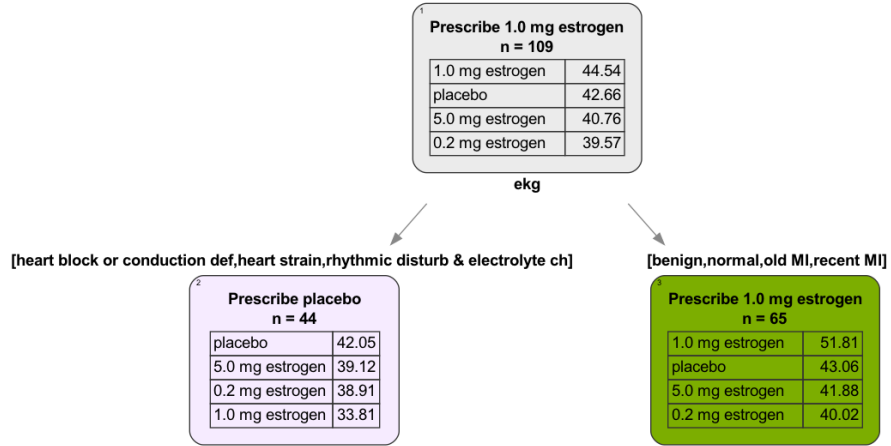 1
Prescribe 1.0 mg estrogen
n = 109
1.0 mg estrogen 44.54
placebo 42.66
5.0 mg estrogen 40.76
0.2 mg estrogen 39.57
ekg
[heart block or conduction def,heart strain,rhythmic disturb & electrolyte ch]
2
Prescribe placebo
n = 44
placebo 42.05
5.0 mg estrogen 39.12
0.2 mg estrogen 38.91
1.0 mg estrogen 33.81
[benign,normal,old MI,recent MI]
3
Prescribe 1.0 mg estrogen
n = 65
1.0 mg estrogen 51.81
placebo 43.06
5.0 mg estrogen 41.88
0.2 mg estrogen 40.02